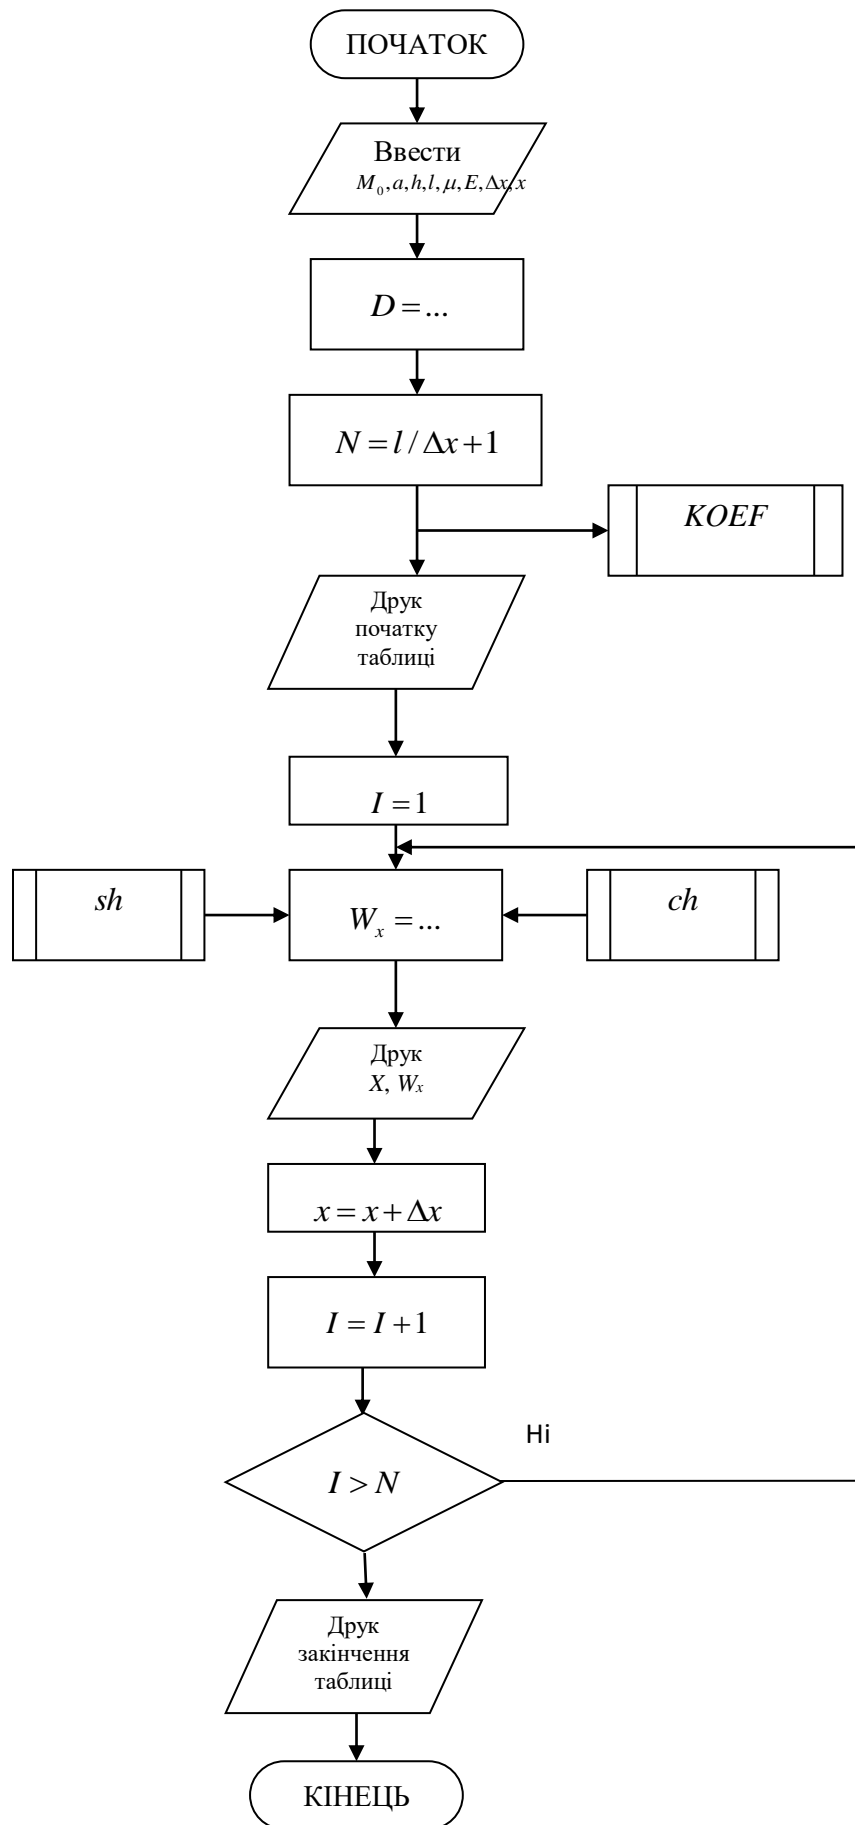 ПОЧАТОК
Ввести
M₀, a, h, l, μ, E, Δx, x
D = ...
N = l / Δx + 1
KOEF
Друк
початку
таблиці
I = 1
sh
W_x = ...
ch
Друк
X, Wₓ
x = x + Δx
I = I + 1
Ні
I > N
Друк
закінчення
таблиці
КІНЕЦЬ